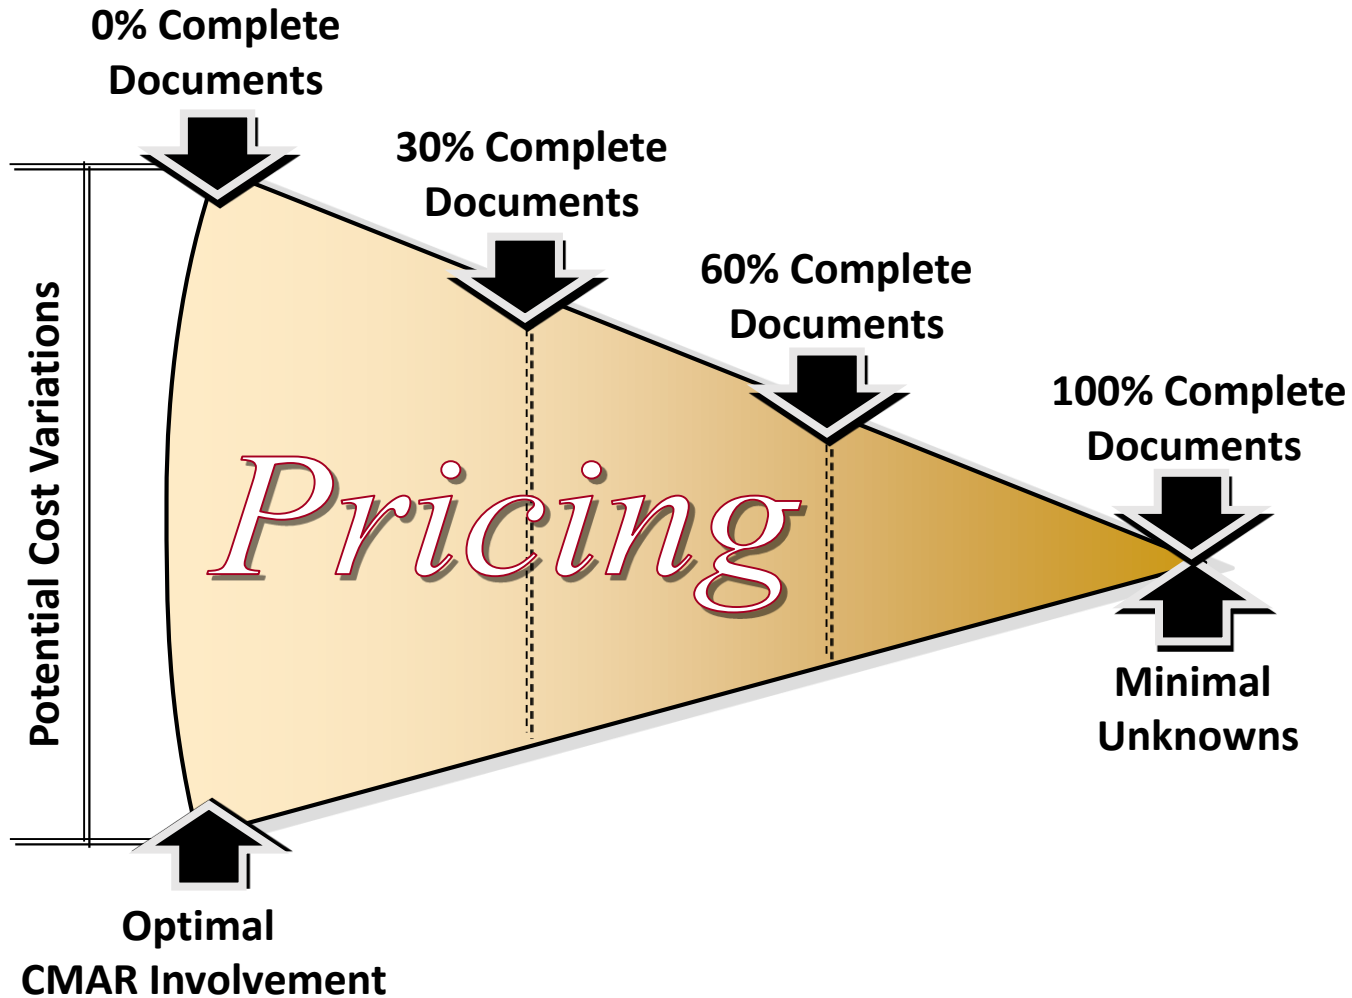 0% Complete
Documents
30% Complete
Documents
60% Complete
Documents
100% Complete
Documents
Potential Cost Variations
Pricing
Minimal
Unknowns
Optimal
CMAR Involvement